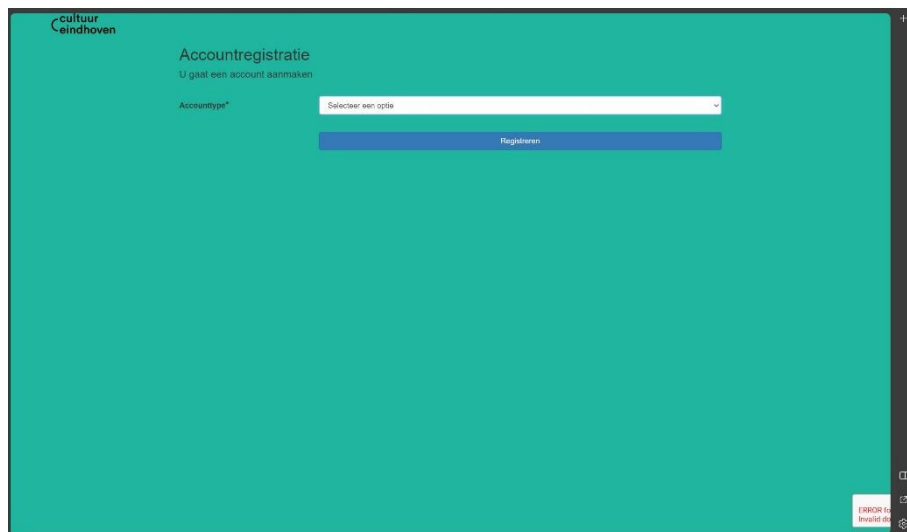 cultuur
eindhoven
Accountregistratie
U gaat een account aanmaken
Accounttype*
Selecteer een optie
Registreren
ERROR fo
Invalid do